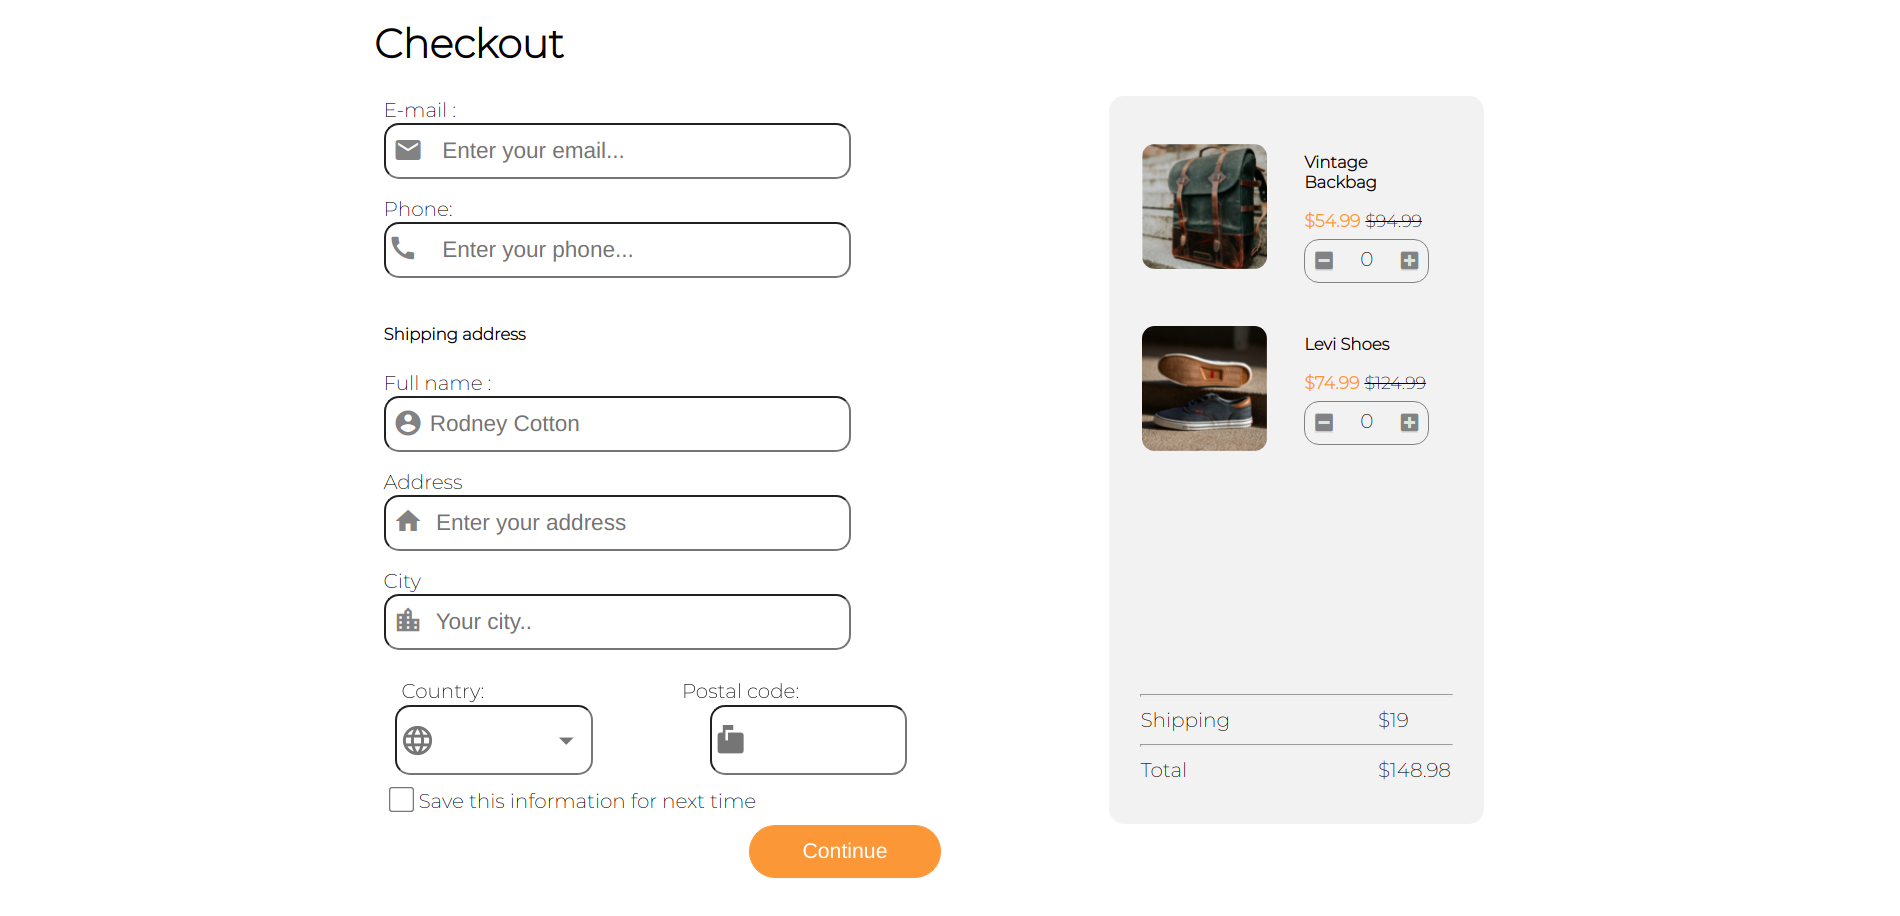 Checkout
E-mail :
Enter your email...
Phone:
Enter your phone...
Shipping address
Full name :
Rodney Cotton
Address
Enter your address
City
Your city..
Country:
Postal code:
Save this information for next time
Continue
Vintage
Backbag
$54.99 $94.99
0
Levi Shoes
$74.99 $124.99
0
Shipping $19
Total $148.98